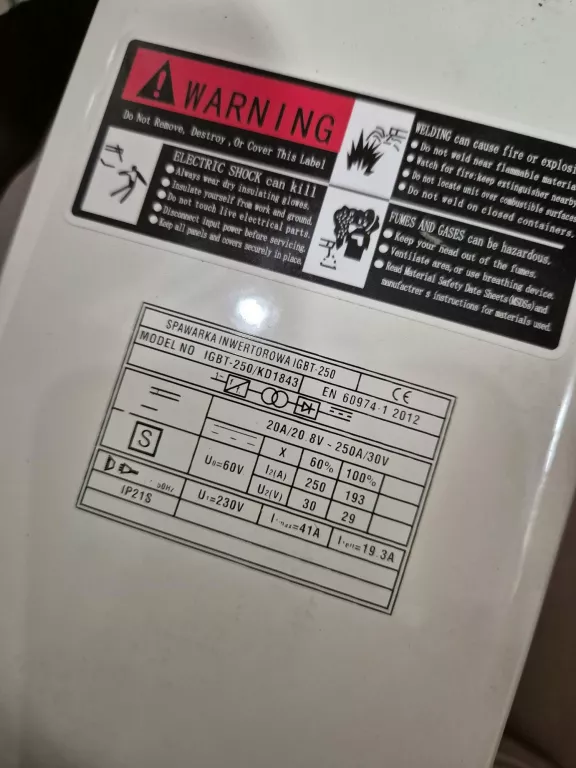 WARNING
Do Not Remove, Destroy, Or Cover This Label
ELECTRIC SHOCK can kill
● Always wear dry insulating gloves.
● Insulate yourself from work and ground.
● Do not touch live electrical parts.
● Disconnect input power before servicing.
● Keep all panels and covers securely in place.
WELDING can cause fire or explosi
● Do not weld near flammable materia
● Watch for fire: keep extinguisher nearby
● Do not locate unit over combustible surfaces
● Do not weld on closed containers.
FUMES AND GASES can be hazardous.
● Keep your head out of the fumes.
● Ventilate area, or use breathing device.
● Read Material Safety Date Sheets (MSDSs) and
manufactrer s instructions for materials used.
SPAWARKA INWERTOROWA IGBT-250
CE
MODEL NO IGBT-250/KD1843
EN 60974-1 2012
20A/20.8V - 250A/30V
S
U₀=60V
X 60% 100%
I₂(A) 250 193
U₂(V) 30 29
IP21S
U₁=230V
=41A
=19.3A